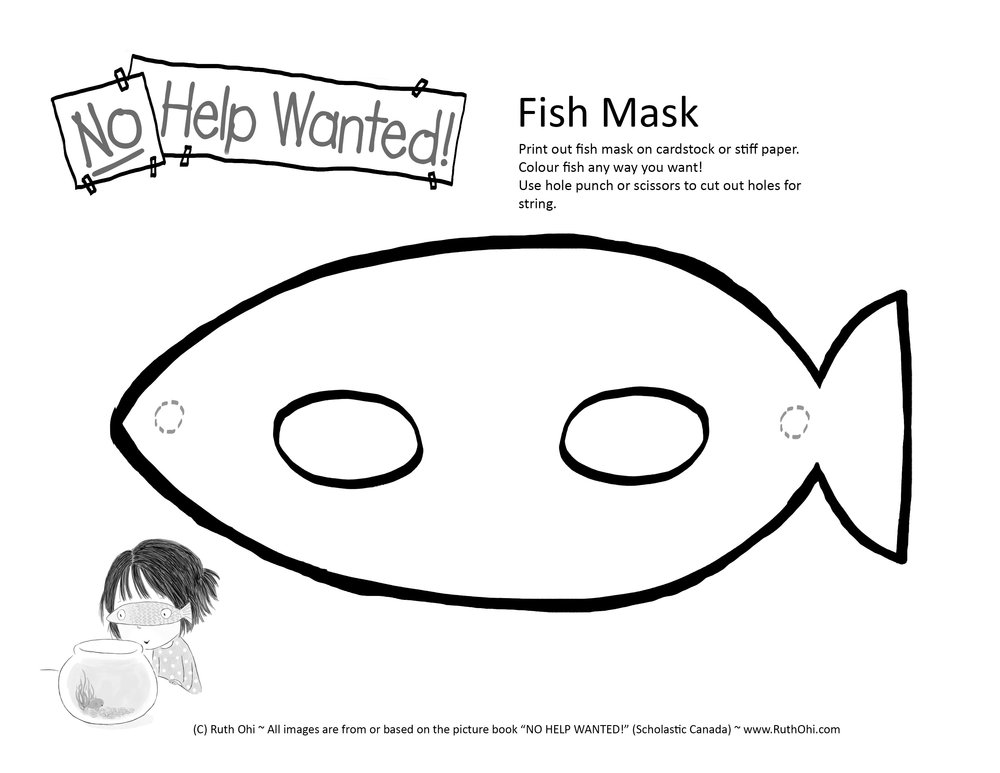 No Help Wanted!
Fish Mask
Print out fish mask on cardstock or stiff paper.
Colour fish any way you want!
Use hole punch or scissors to cut out holes for
string.
(C) Ruth Ohi ~ All images are from or based on the picture book “NO HELP WANTED!” (Scholastic Canada) ~ www.RuthOhi.com